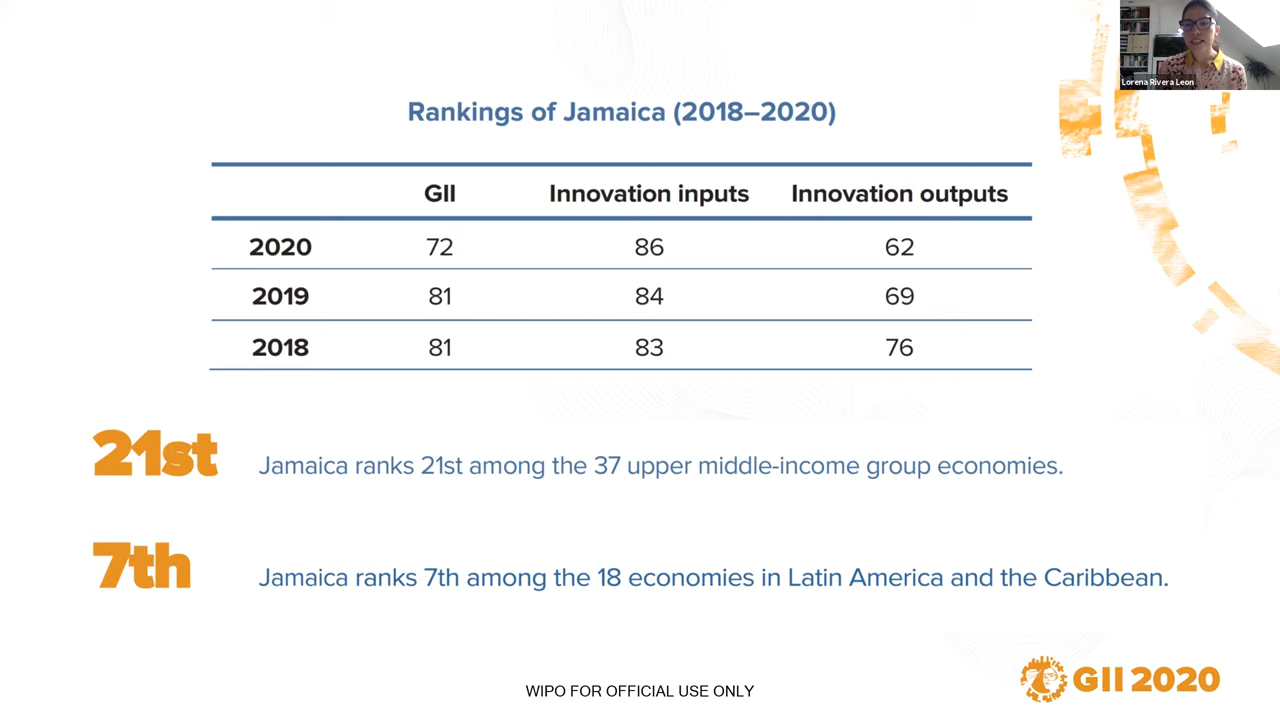 Lorena Rivera Leon
Rankings of Jamaica (2018–2020)
GII Innovation inputs Innovation outputs
2020 72 86 62
2019 81 84 69
2018 81 83 76
21st Jamaica ranks 21st among the 37 upper middle-income group economies.
7th Jamaica ranks 7th among the 18 economies in Latin America and the Caribbean.
WIPO FOR OFFICIAL USE ONLY
GII 2020